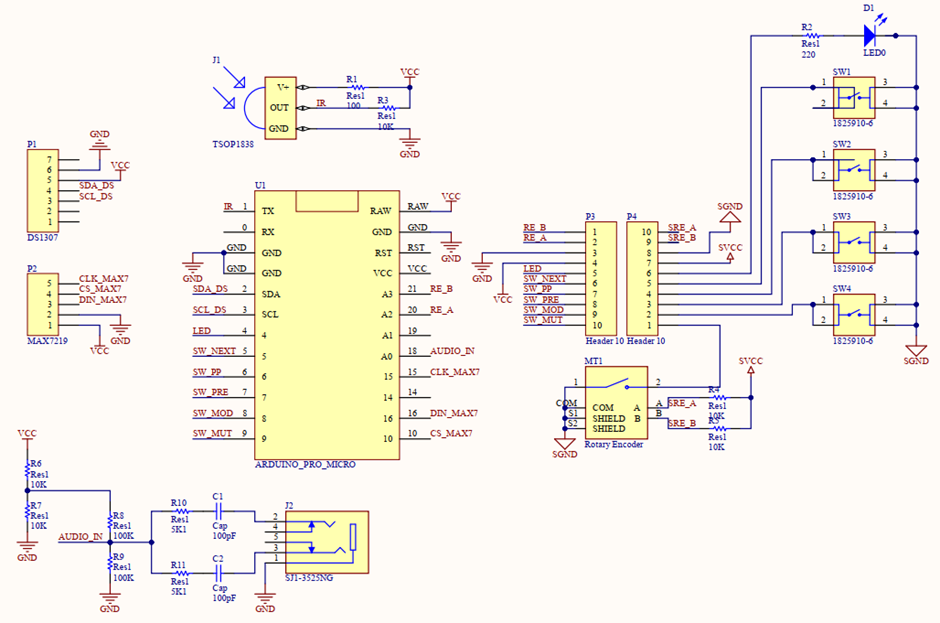 D1
R2
Res1
220
LED0
J1
V+
OUT
GND
R1
Res1
100
IR
R3
Res1
10K
VCC
GND
TSOP1838
SW1
1
2
3
4
1825910-6
SW2
1
2
3
4
1825910-6
SW3
1
2
3
4
1825910-6
SW4
1
2
3
4
1825910-6
SGND
P1
GND
VCC
7
6
5
4
3
2
1
SDA_DS
SCL_DS
DS1307
P2
5
4
3
2
1
CLK_MAX7
CS_MAX7
DIN_MAX7
GND
VCC
MAX7219
U1
IR 1 TX
0 RX
GND GND
GND GND
GND
SDA_DS 2 SDA
SCL_DS 3 SCL
LED 4 4
SW_NEXT 5 5
SW_PP 6 6
SW_PRE 7 7
SW_MOD 8 8
SW_MUT 9 9
RAW RAW VCC
GND GND
GND
RST RST
VCC VCC
A3 21 RE_B
A2 20 RE_A
A1 19
A0 18 AUDIO_IN
15 15 CLK_MAX7
14 14
16 16 DIN_MAX7
10 10 CS_MAX7
ARDUINO_PRO_MICRO
P3
RE_B 1
RE_A 2
3
4
LED 5
SW_NEXT 6
SW_PP 7
SW_PRE 8
SW_MOD 9
SW_MUT 10
GND
VCC
Header 10
P4
10 SRE_A
9 SRE_B
8
7
6
5
4
3
2
1
SGND
SVCC
Header 10
MT1
1
2
COM COM
S1 SHIELD
S2 SHIELD
A A SRE_A
B B SRE_B
Rotary Encoder
SGND
SVCC
R4
Res1
10K
R5
Res1
10K
VCC
R6
Res1
10K
R7
Res1
10K
GND
AUDIO_IN
R8
Res1
100K
R9
Res1
100K
GND
R10
Res1
5K1
C1
Cap
100pF
R11
Res1
5K1
C2
Cap
100pF
GND
J2
2
4
5
3
1
SJ1-3525NG